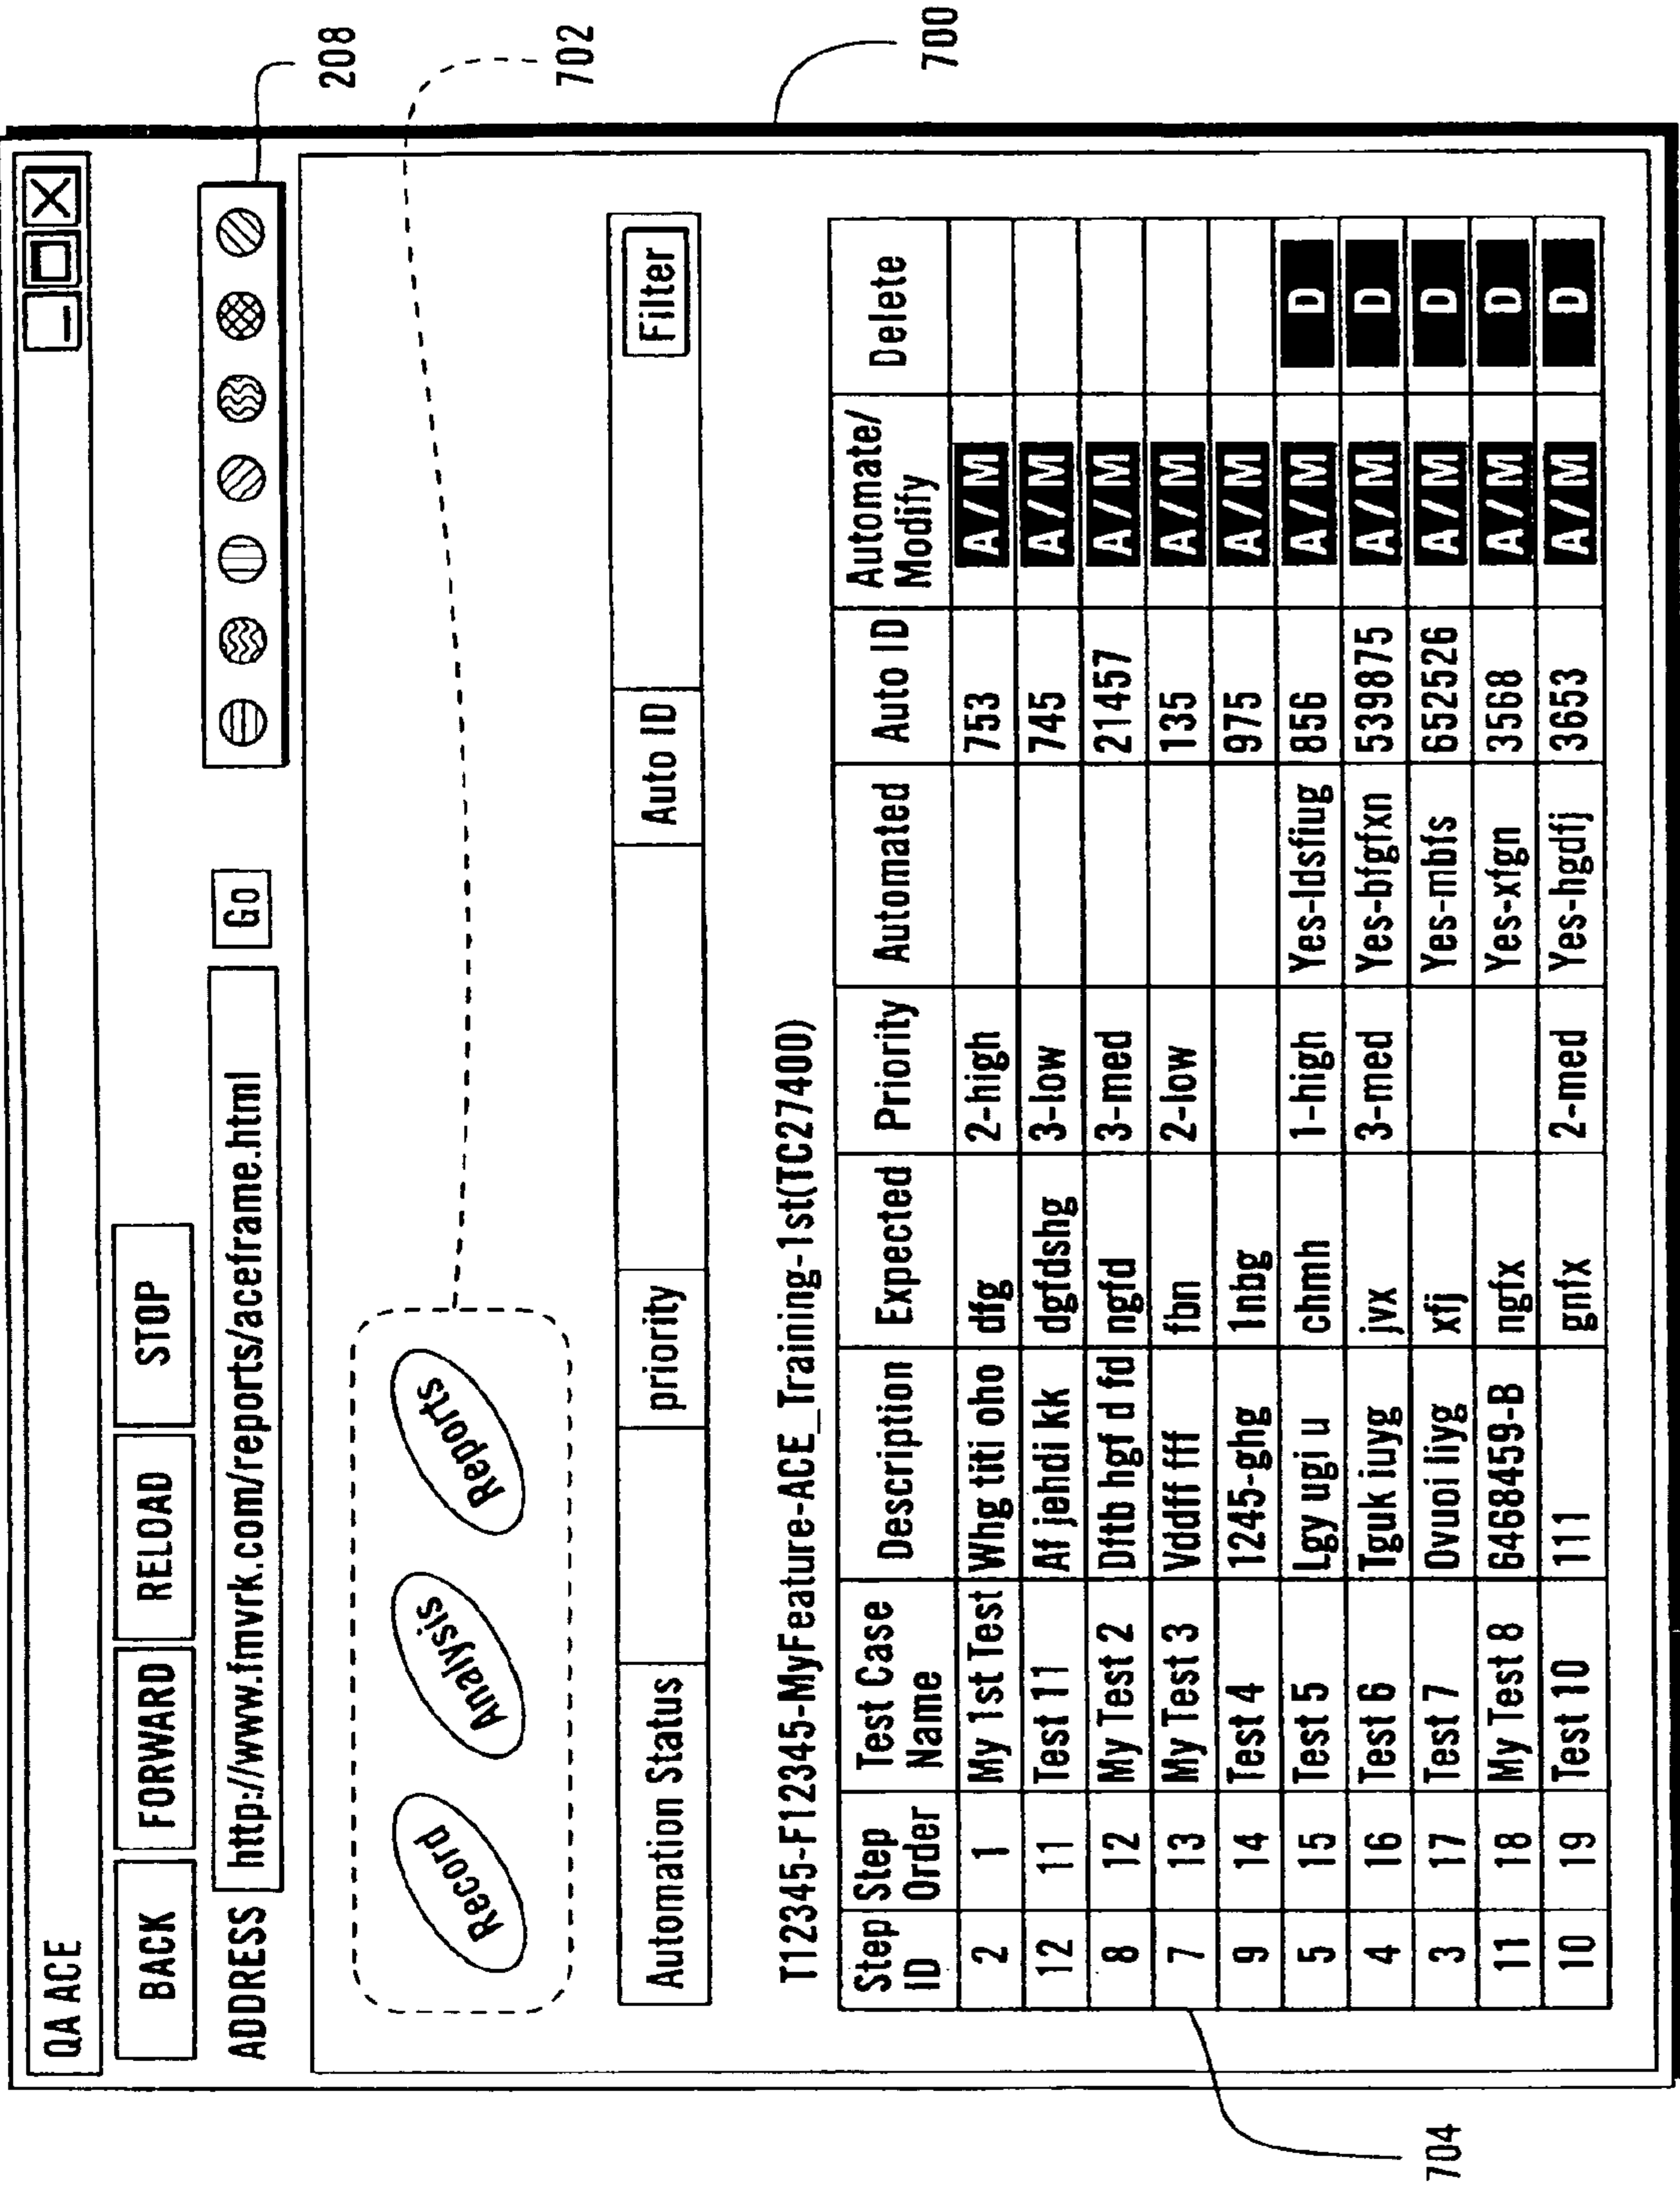 QA ACE
BACK FORWARD RELOAD STOP
ADDRESS http://www.fmvrk.com/reports/aceframe.html Go
208
Record Analysis Reports
702
Automation Status priority Auto ID Filter
T12345-F12345-MyFeature-ACE_Training-1st(TC27400)
700
Step ID Step Order Test Case Name Description Expected Priority Automated Auto ID Automate/Modify Delete
2 1 My 1st Test Whg titi oho dfg 2-high 753 A/M
12 11 Test 11 Af jehdi kk dgfdshg 3-low 745 A/M
8 12 My Test 2 Dftb hgf d fd ngfd 3-med 21457 A/M
7 13 My Test 3 Vddff fff fbn 2-low 135 A/M
9 14 Test 4 1245-ghg 1nbg 975 A/M
5 15 Test 5 Lgy ugi u chmh 1-high Yes-ldsfiug 856 A/M D
4 16 Test 6 Tguk iuyg jvx 3-med Yes-bfgfxn 539875 A/M D
3 17 Test 7 Ovuoi liyg xfj Yes-mbfs 652526 A/M D
11 18 My Test 8 6468459-B ngfx Yes-xfgn 3568 A/M D
10 19 Test 10 111 gnfx 2-med Yes-hgdfj 3653 A/M D
704